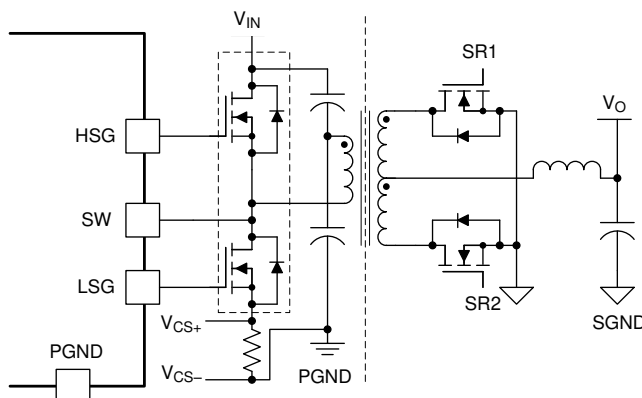 V_IN
SR1
HSG
V_O
SW
LSG
V_CS+
SR2
SGND
PGND
V_CS–
PGND